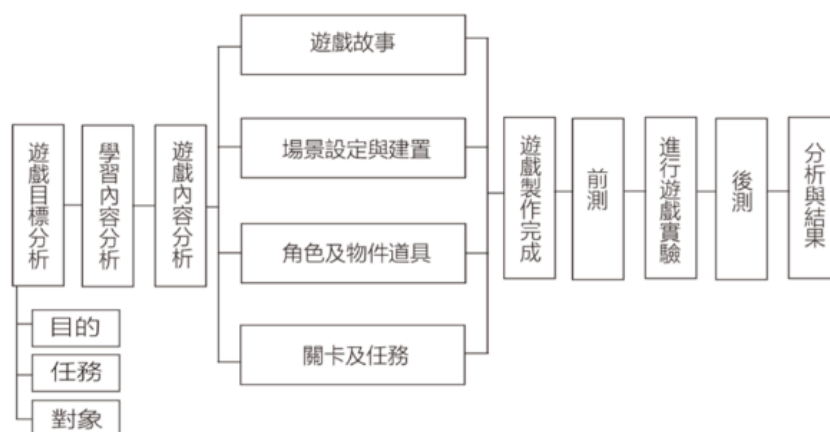 遊戲目標分析
目的
任務
對象
學習內容分析
遊戲內容分析
遊戲故事
場景設定與建置
角色及物件道具
關卡及任務
遊戲製作完成
前測
進行遊戲實驗
後測
分析與結果